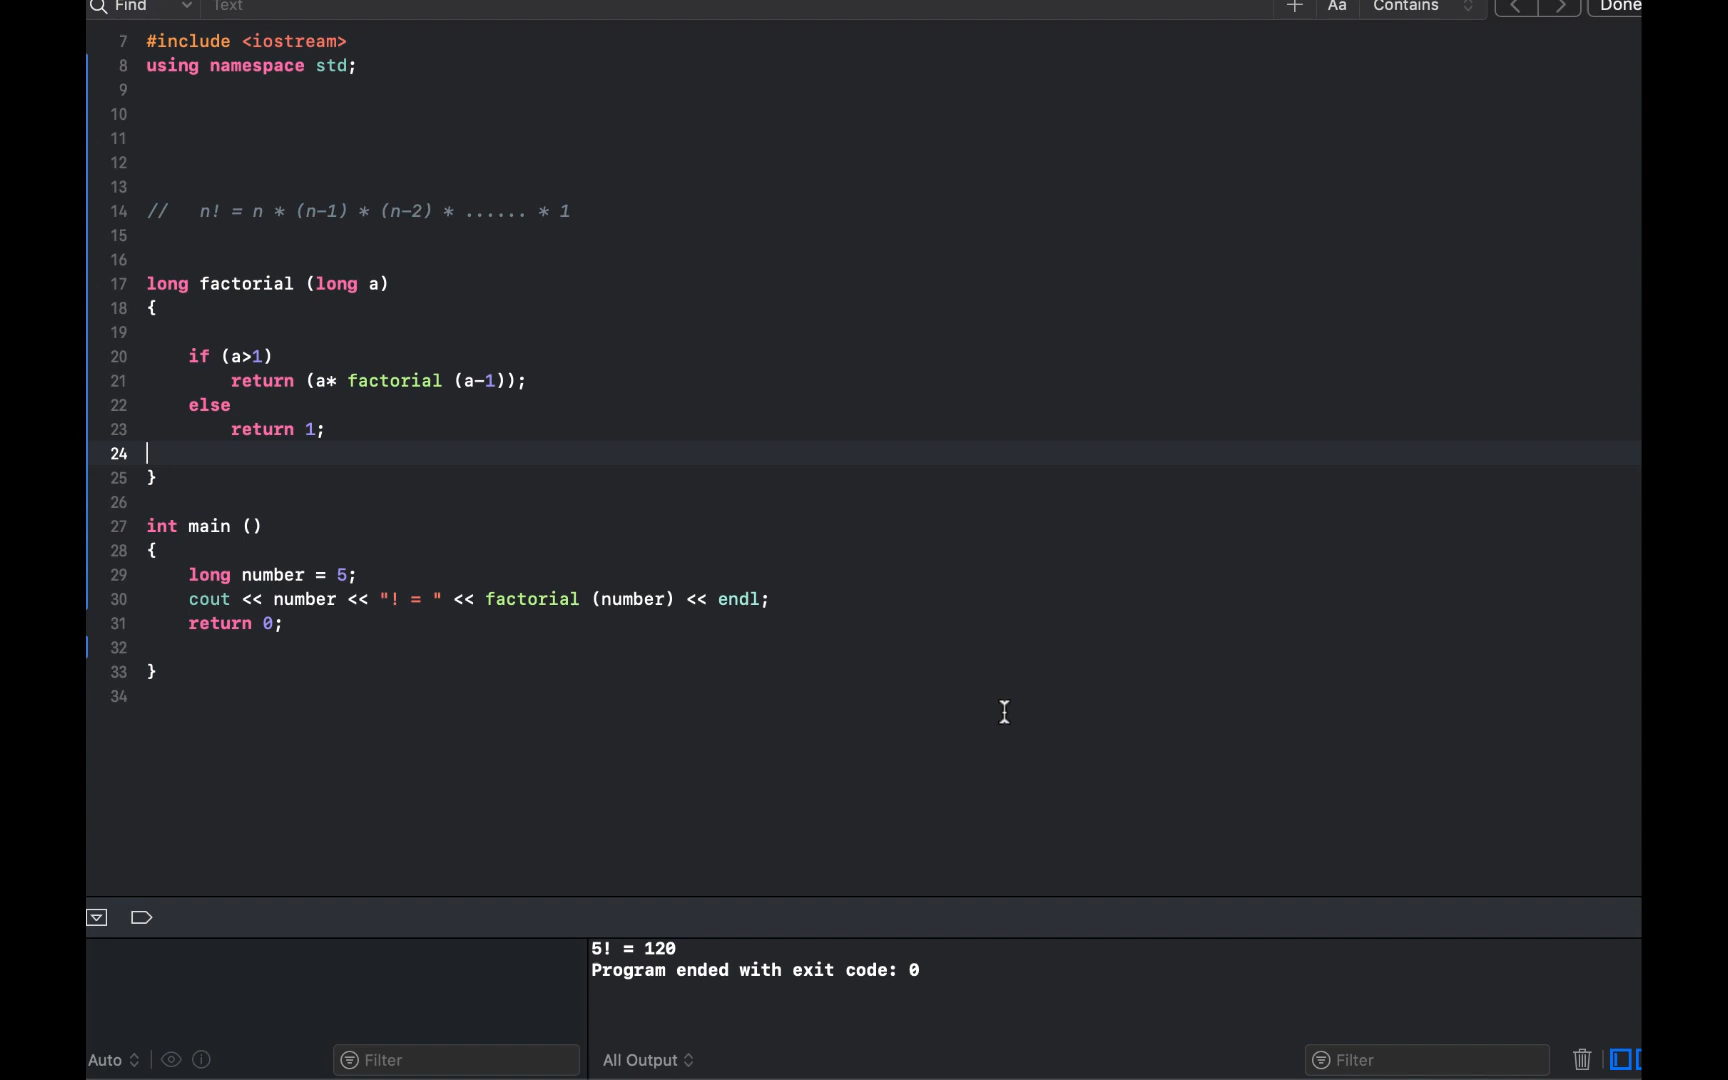 Find Text + Aa Contains < > Done
7 #include <iostream>
8 using namespace std;
9
10
11
12
13
14 //   n! = n * (n-1) * (n-2) * ...... * 1
15
16
17 long factorial (long a)
18 {
19
20     if (a>1)
21         return (a* factorial (a-1));
22     else
23         return 1;
24
25 }
26
27 int main ()
28 {
29     long number = 5;
30     cout << number << "! = " << factorial (number) << endl;
31     return 0;
32
33 }
34
5! = 120
Program ended with exit code: 0
Auto Filter All Output Filter